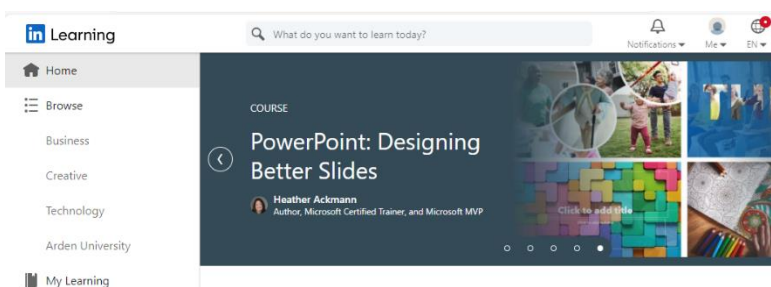 in Learning
What do you want to learn today?
Notifications
Me
EN
Home
Browse
Business
Creative
Technology
Arden University
My Learning
COURSE
PowerPoint: Designing
Better Slides
Heather Ackmann
Author, Microsoft Certified Trainer, and Microsoft MVP
Click to add title